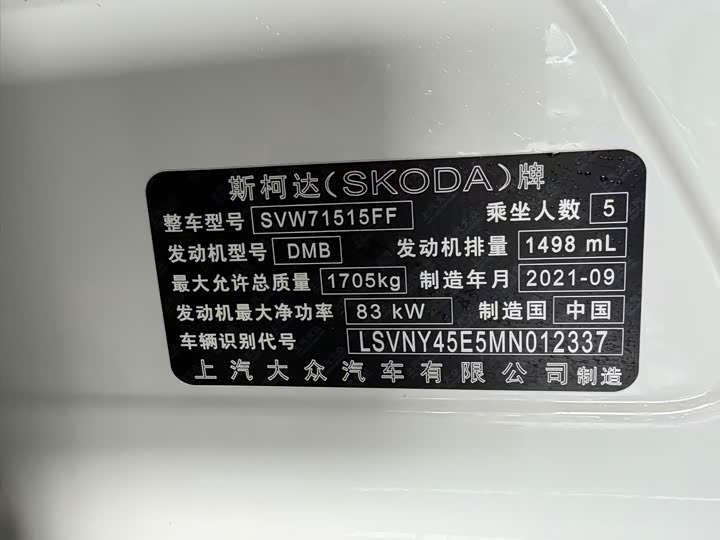 斯柯达(SKODA)牌
整车型号 SVW71515FF 乘坐人数 5
发动机型号 DMB 发动机排量 1498 mL
最大允许总质量 1705kg 制造年月 2021-09
发动机最大净功率 83 kW 制造国 中国
车辆识别代号 LSVNY45E5MN012337
上汽大众汽车有限公司制造